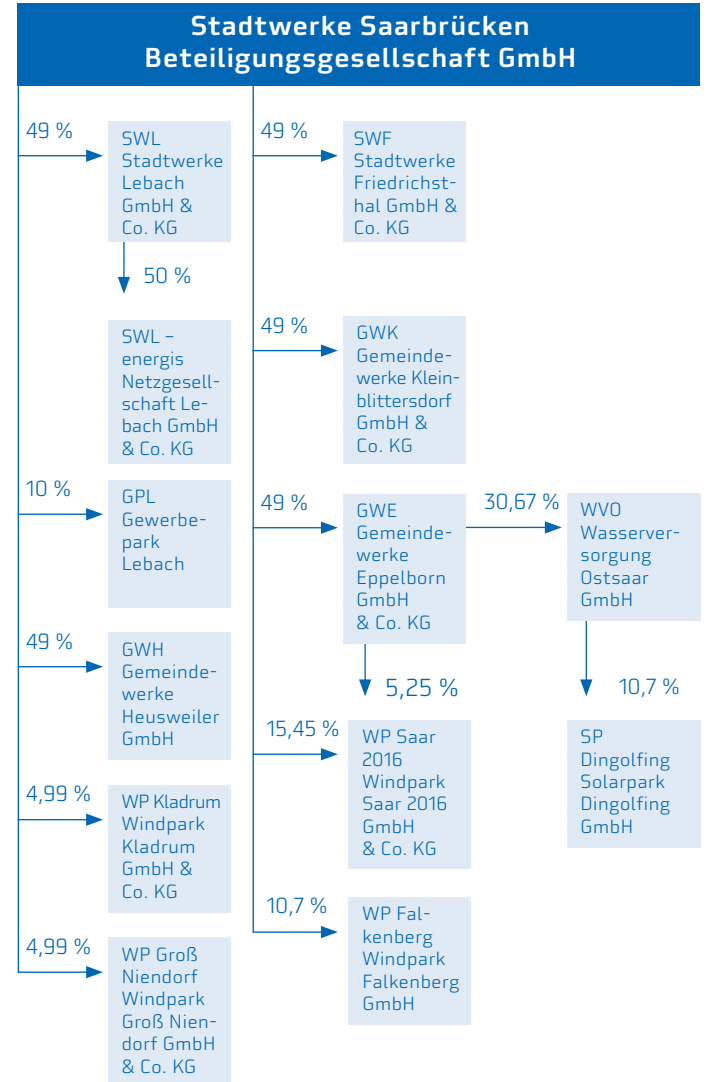 Stadtwerke Saarbrücken
Beteiligungsgesellschaft GmbH
49 %
SWL
Stadtwerke
Lebach
GmbH &
Co. KG
50 %
SWL –
energis
Netzgesell-
schaft Le-
bach GmbH
& Co. KG
10 %
GPL
Gewerbe-
park
Lebach
49 %
GWH
Gemeinde-
werke
Heusweiler
GmbH
4,99 %
WP Kladrum
Windpark
Kladrum
GmbH &
Co. KG
4,99 %
WP Groß
Niendorf
Windpark
Groß Nien-
dorf GmbH
& Co. KG
49 %
SWF
Stadtwerke
Friedrichst-
hal GmbH &
Co. KG
49 %
GWK
Gemeinde-
werke Klein-
blittersdorf
GmbH &
Co. KG
49 %
GWE
Gemeinde-
werke
Eppelborn
GmbH
& Co. KG
30,67 %
WVO
Wasserver-
sorgung
Ostsaar
GmbH
5,25 %
10,7 %
15,45 %
WP Saar
2016
Windpark
Saar 2016
GmbH
& Co. KG
SP
Dingolfing
Solarpark
Dingolfing
GmbH
10,7 %
WP Fal-
kenberg
Windpark
Falkenberg
GmbH